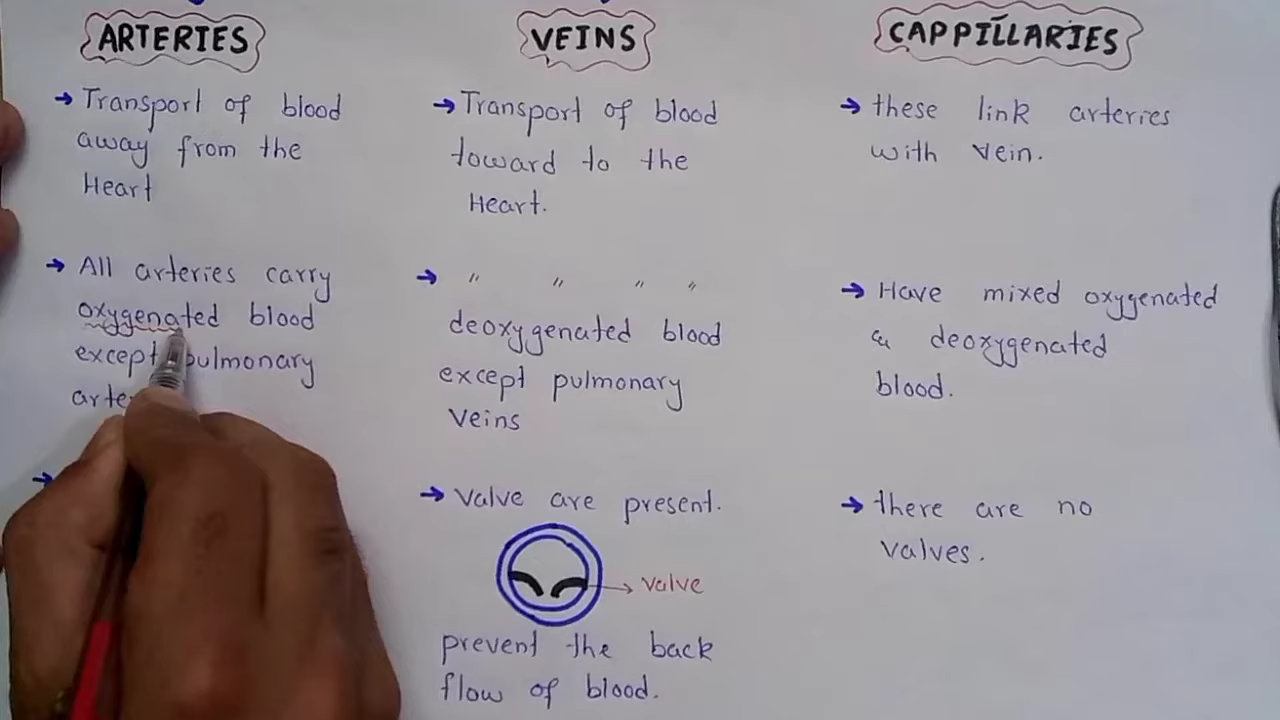 ARTERIES
→ Transport of blood
away from the
Heart
→ All arteries carry
oxygenated blood
except pulmonary
→
VEINS
→ Transport of blood
toward to the
Heart.
→ " " " "
deoxygenated blood
except pulmonary
veins
→ Valve are present.
→ valve
prevent the back
flow of blood.
CAPPILLARIES
→ these link arteries
with vein.
→ Have mixed oxygenated
& deoxygenated
blood.
→ there are no
valves.